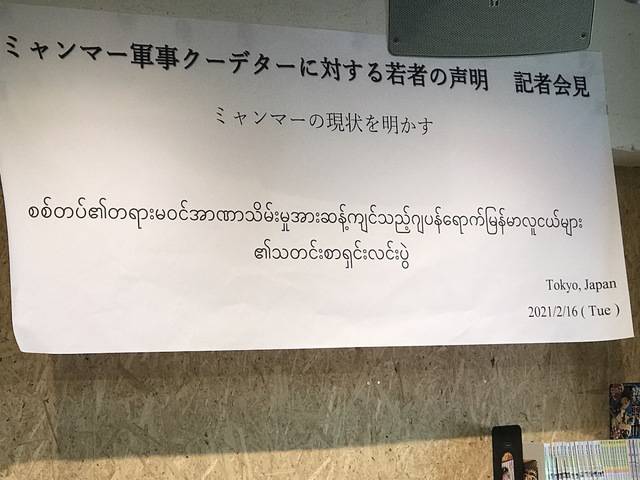 ミャンマー軍事クーデターに対する若者の声明　記者会見
ミャンマーの現状を明かす
စစ်တပ်၏တရားမဝင်အာဏာသိမ်းမှုအားဆန့်ကျင်သည့်ဂျပန်ရောက်မြန်မာလူငယ်များ
၏သတင်းစာရှင်းလင်းပွဲ
Tokyo, Japan
2021/2/16 ( Tue )